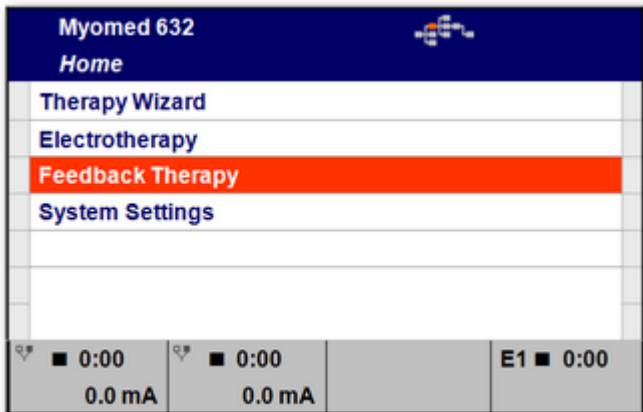 Myomed 632
Home
Therapy Wizard
Electrotherapy
Feedback Therapy
System Settings
0:00 0:00 E1 0:00
0.0 mA 0.0 mA